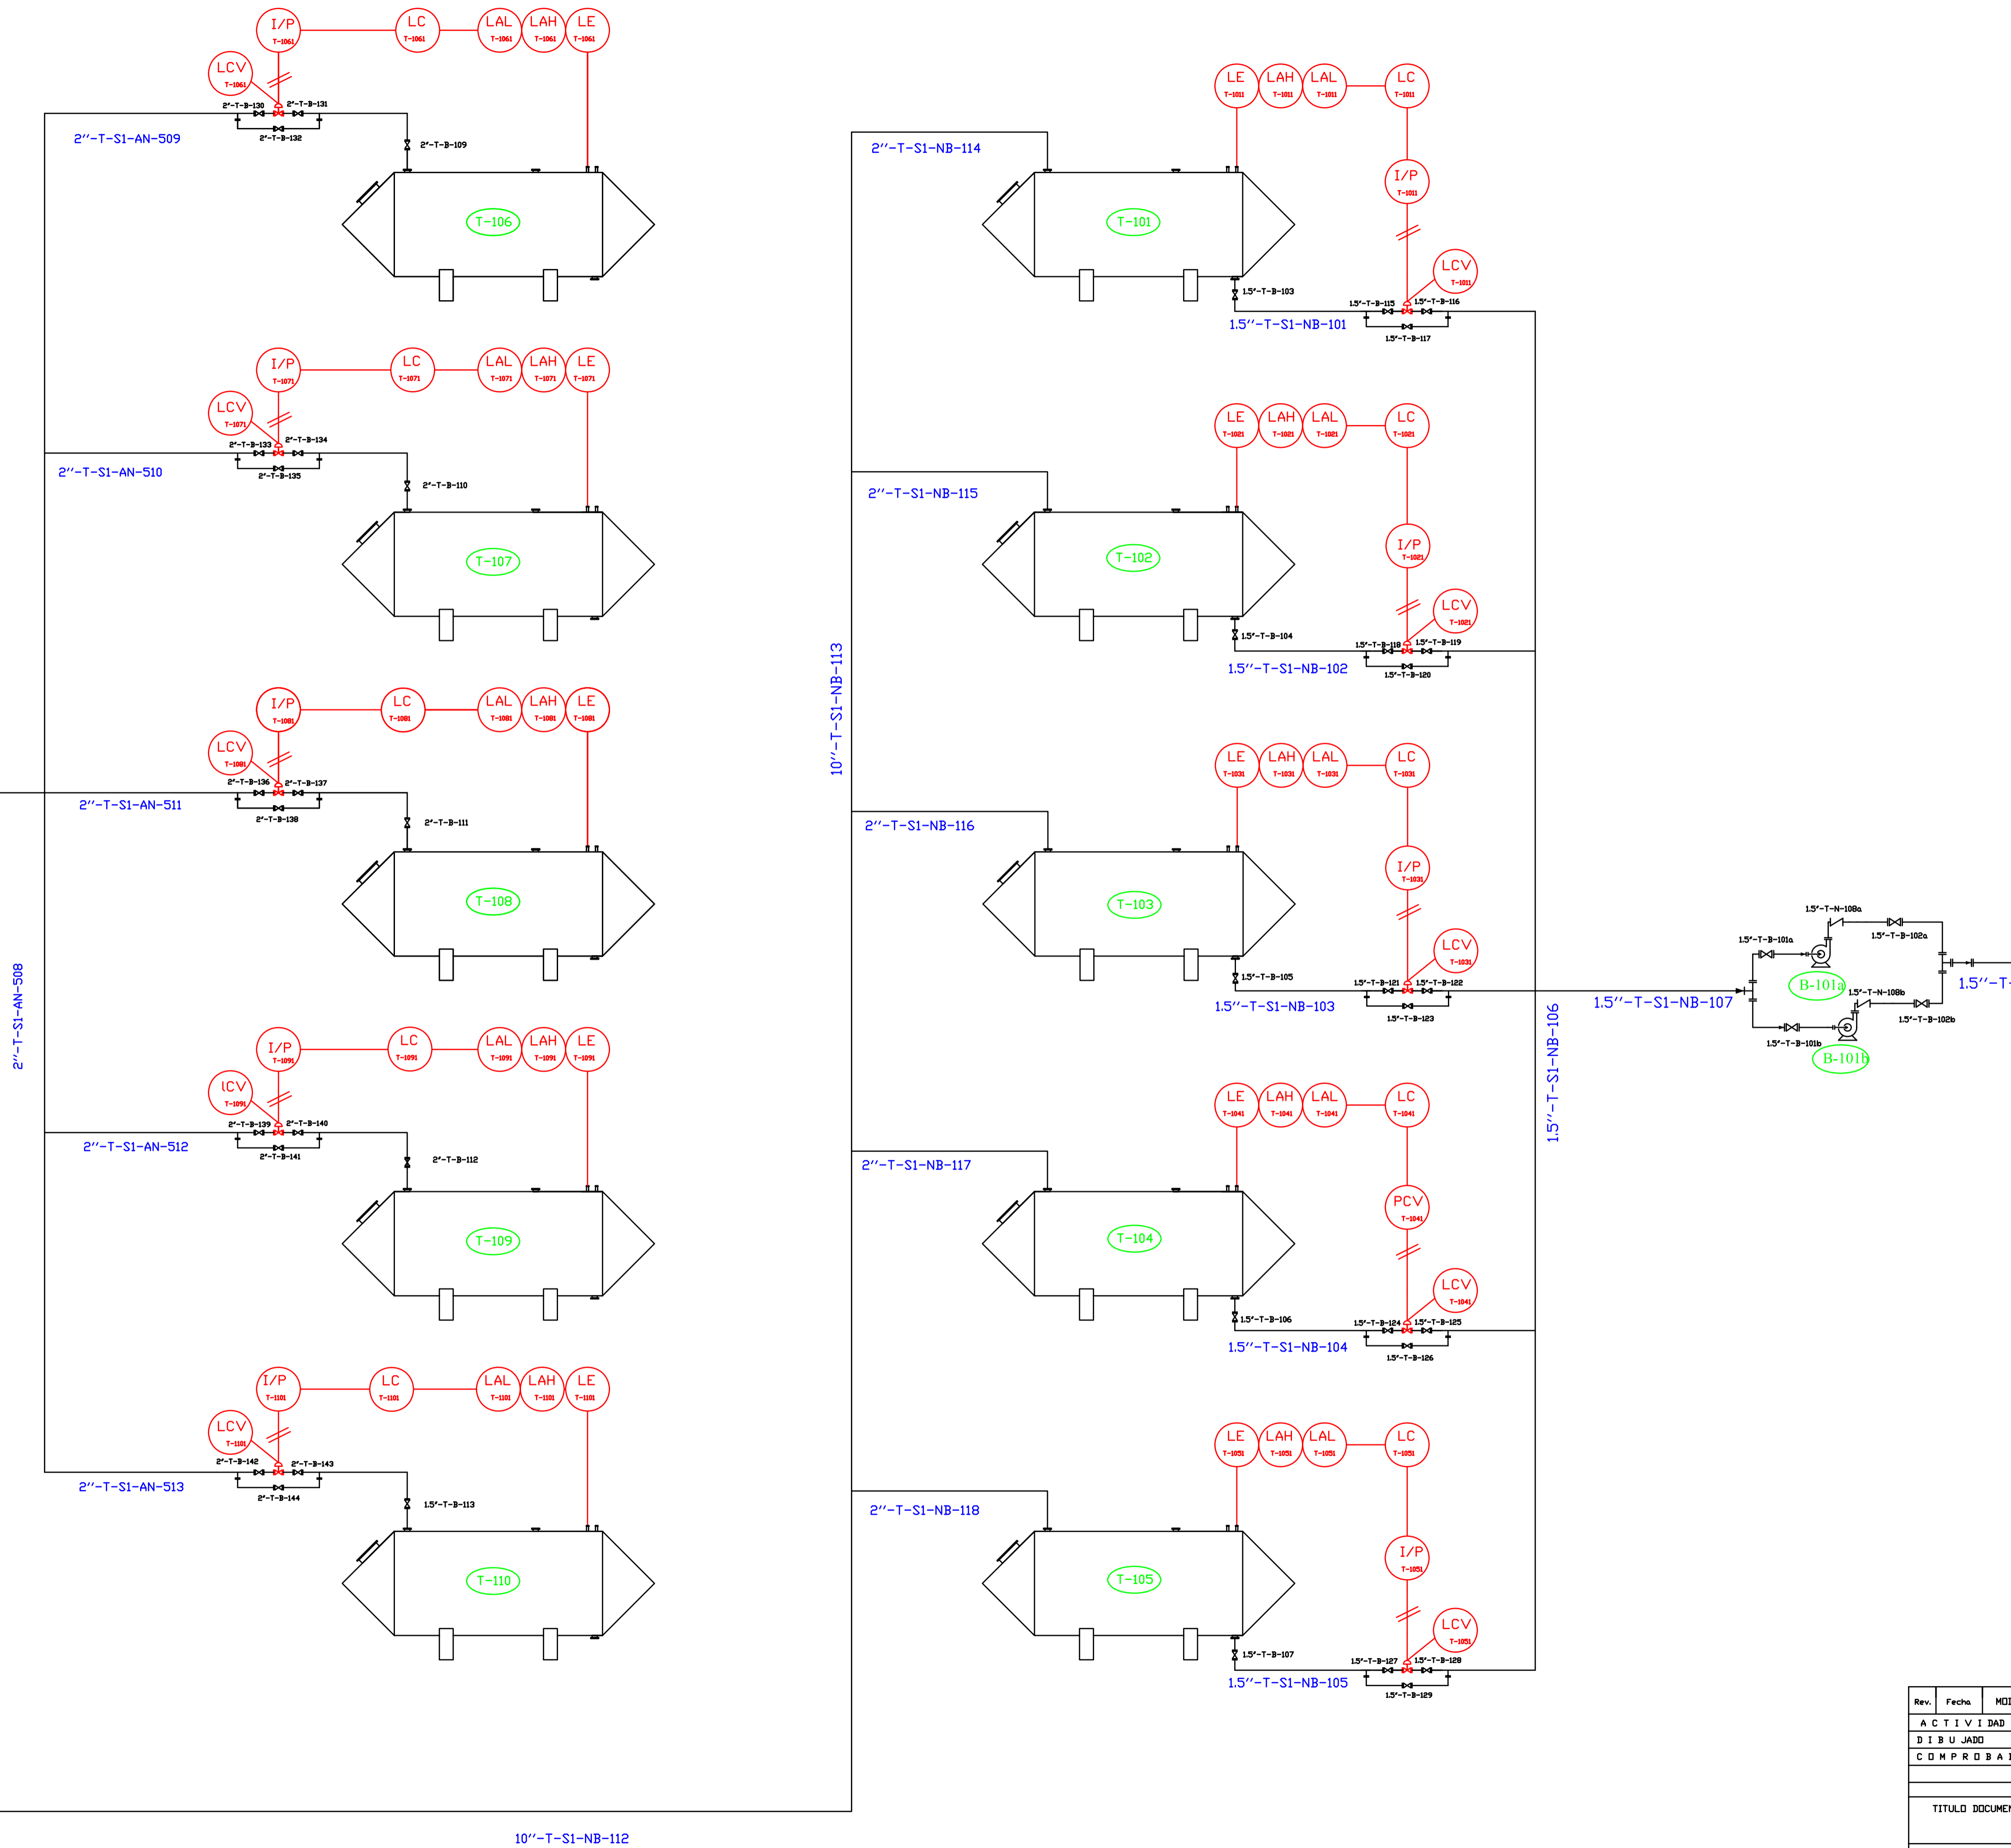 I/P
T-1061
LC
T-1061
LAL
T-1061
LAH
T-1061
LE
T-1061
LCV
T-1061
2"-T-B-130
2"-T-B-131
2"-T-B-132
2''-T-S1-AN-509
2"-T-B-109
T-106
I/P
T-1071
LC
T-1071
LAL
T-1071
LAH
T-1071
LE
T-1071
LCV
T-1071
2"-T-B-133
2"-T-B-134
2"-T-B-135
2''-T-S1-AN-510
2"-T-B-110
T-107
I/P
T-1081
LC
T-1081
LAL
T-1081
LAH
T-1081
LE
T-1081
LCV
T-1081
2"-T-B-136
2"-T-B-137
2"-T-B-138
2''-T-S1-AN-511
2"-T-B-111
T-108
2''-T-S1-AN-508
I/P
T-1091
LC
T-1091
LAL
T-1091
LAH
T-1091
LE
T-1091
lCV
T-1091
2"-T-B-139
2"-T-B-140
2"-T-B-141
2''-T-S1-AN-512
2"-T-B-112
T-109
I/P
T-1101
LC
T-1101
LAL
T-1101
LAH
T-1101
LE
T-1101
LCV
T-1101
2"-T-B-142
2"-T-B-143
2"-T-B-144
2''-T-S1-AN-513
1.5"-T-B-113
T-110
10''-T-S1-NB-112
10''-T-S1-NB-113
LE
T-1011
LAH
T-1011
LAL
T-1011
LC
T-1011
2''-T-S1-NB-114
I/P
T-1011
T-101
LCV
T-1011
1.5"-T-B-103
1.5"-T-B-115
1.5"-T-B-116
1.5''-T-S1-NB-101
1.5"-T-B-117
LE
T-1021
LAH
T-1021
LAL
T-1021
LC
T-1021
2''-T-S1-NB-115
I/P
T-1021
T-102
LCV
T-1021
1.5"-T-B-104
1.5"-T-B-118
1.5"-T-B-119
1.5''-T-S1-NB-102
1.5"-T-B-120
LE
T-1031
LAH
T-1031
LAL
T-1031
LC
T-1031
2''-T-S1-NB-116
I/P
T-1031
T-103
LCV
T-1031
1.5"-T-B-105
1.5"-T-B-121
1.5"-T-B-122
1.5''-T-S1-NB-103
1.5"-T-B-123
LE
T-1041
LAH
T-1041
LAL
T-1041
LC
T-1041
2''-T-S1-NB-117
PCV
T-1041
T-104
LCV
T-1041
1.5"-T-B-106
1.5"-T-B-124
1.5"-T-B-125
1.5''-T-S1-NB-104
1.5"-T-B-126
LE
T-1051
LAH
T-1051
LAL
T-1051
LC
T-1051
2''-T-S1-NB-118
I/P
T-1051
T-105
LCV
T-1051
1.5"-T-B-107
1.5"-T-B-127
1.5"-T-B-128
1.5''-T-S1-NB-105
1.5"-T-B-129
1.5''-T-S1-NB-106
1.5''-T-S1-NB-107
1.5"-T-N-108a
1.5"-T-B-101a
1.5"-T-B-102a
B-101a
1.5"-T-N-108b
1.5"-T-B-102b
1.5"-T-B-101b
B-101b
1.5''-T-
Rev. Fecha
A C T I V I DAD
D I B U JADO
C O M P R O B A
TITULO